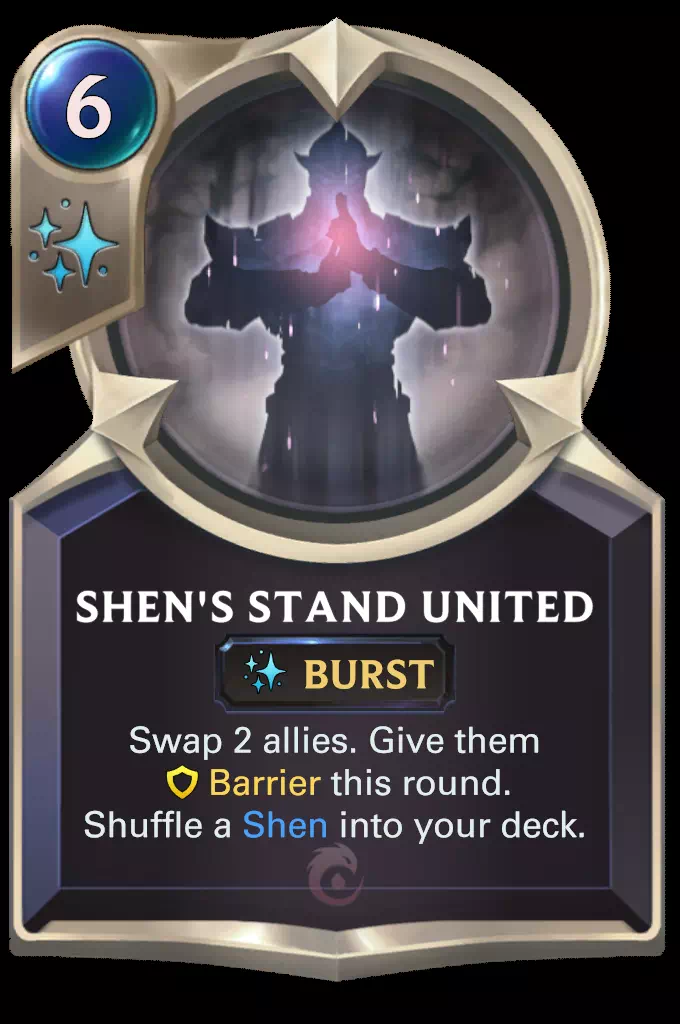 6
SHEN'S STAND UNITED
BURST
Swap 2 allies. Give them
Barrier this round.
Shuffle a Shen into your deck.